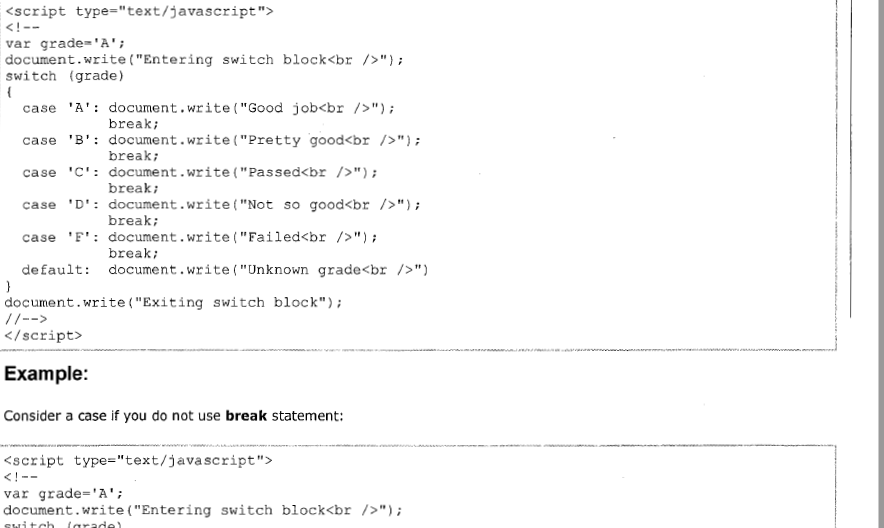 <script type="text/javascript">
<!--
var grade='A';
document.write("Entering switch block<br />");
switch (grade)
{
  case 'A': document.write("Good job<br />");
            break;
  case 'B': document.write("Pretty good<br />");
            break;
  case 'C': document.write("Passed<br />");
            break;
  case 'D': document.write("Not so good<br />");
            break;
  case 'F': document.write("Failed<br />");
            break;
  default:  document.write("Unknown grade<br />")
}
document.write("Exiting switch block");
//-->
</script>
Example:
Consider a case if you do not use break statement:
<script type="text/javascript">
<!--
var grade='A';
document.write("Entering switch block<br />");
switch (grade)